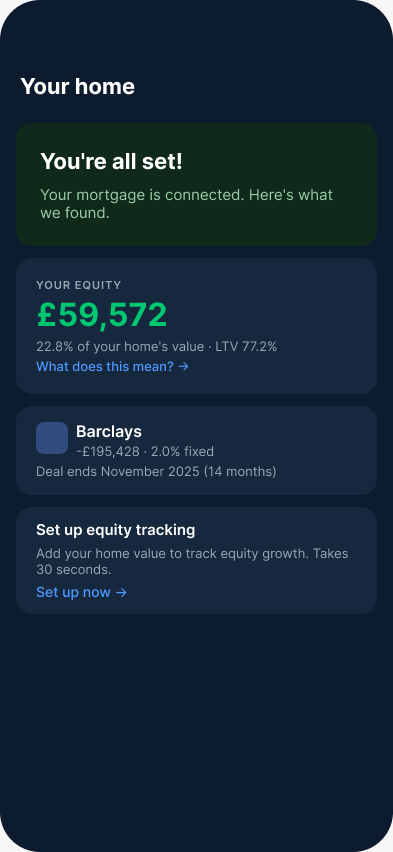 Your home
You're all set!
Your mortgage is connected. Here's what
we found.
YOUR EQUITY
£59,572
22.8% of your home's value · LTV 77.2%
What does this mean? →
Barclays
-£195,428 · 2.0% fixed
Deal ends November 2025 (14 months)
Set up equity tracking
Add your home value to track equity growth. Takes
30 seconds.
Set up now →